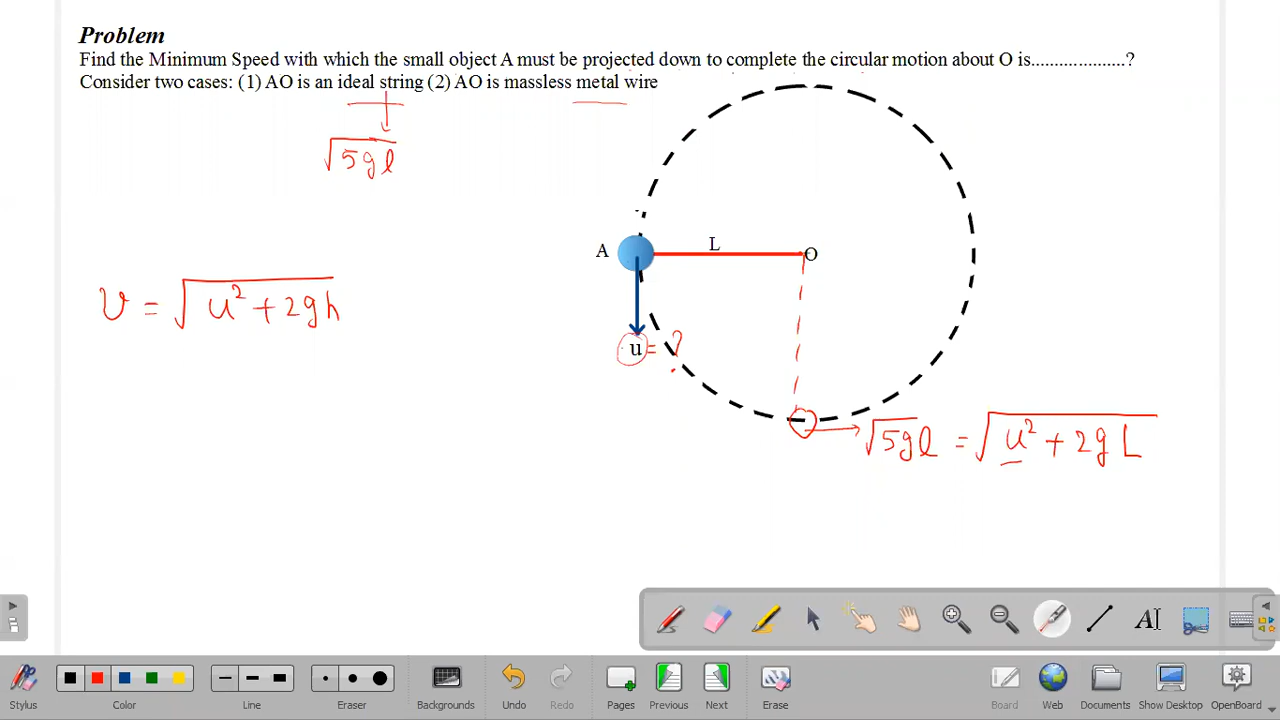 Problem
Find the Minimum Speed with which the small object A must be projected down to complete the circular motion about O is....................?
Consider two cases: (1) AO is an ideal string (2) AO is massless metal wire
√5gl
A
L
O
v = √u² + 2gh
u = ?
√5gl = √u² + 2gL
Stylus
Color
Line
Eraser
Backgrounds
Undo
Redo
Pages
Previous
Next
Erase
Board
Web
Documents
Show Desktop
OpenBoard